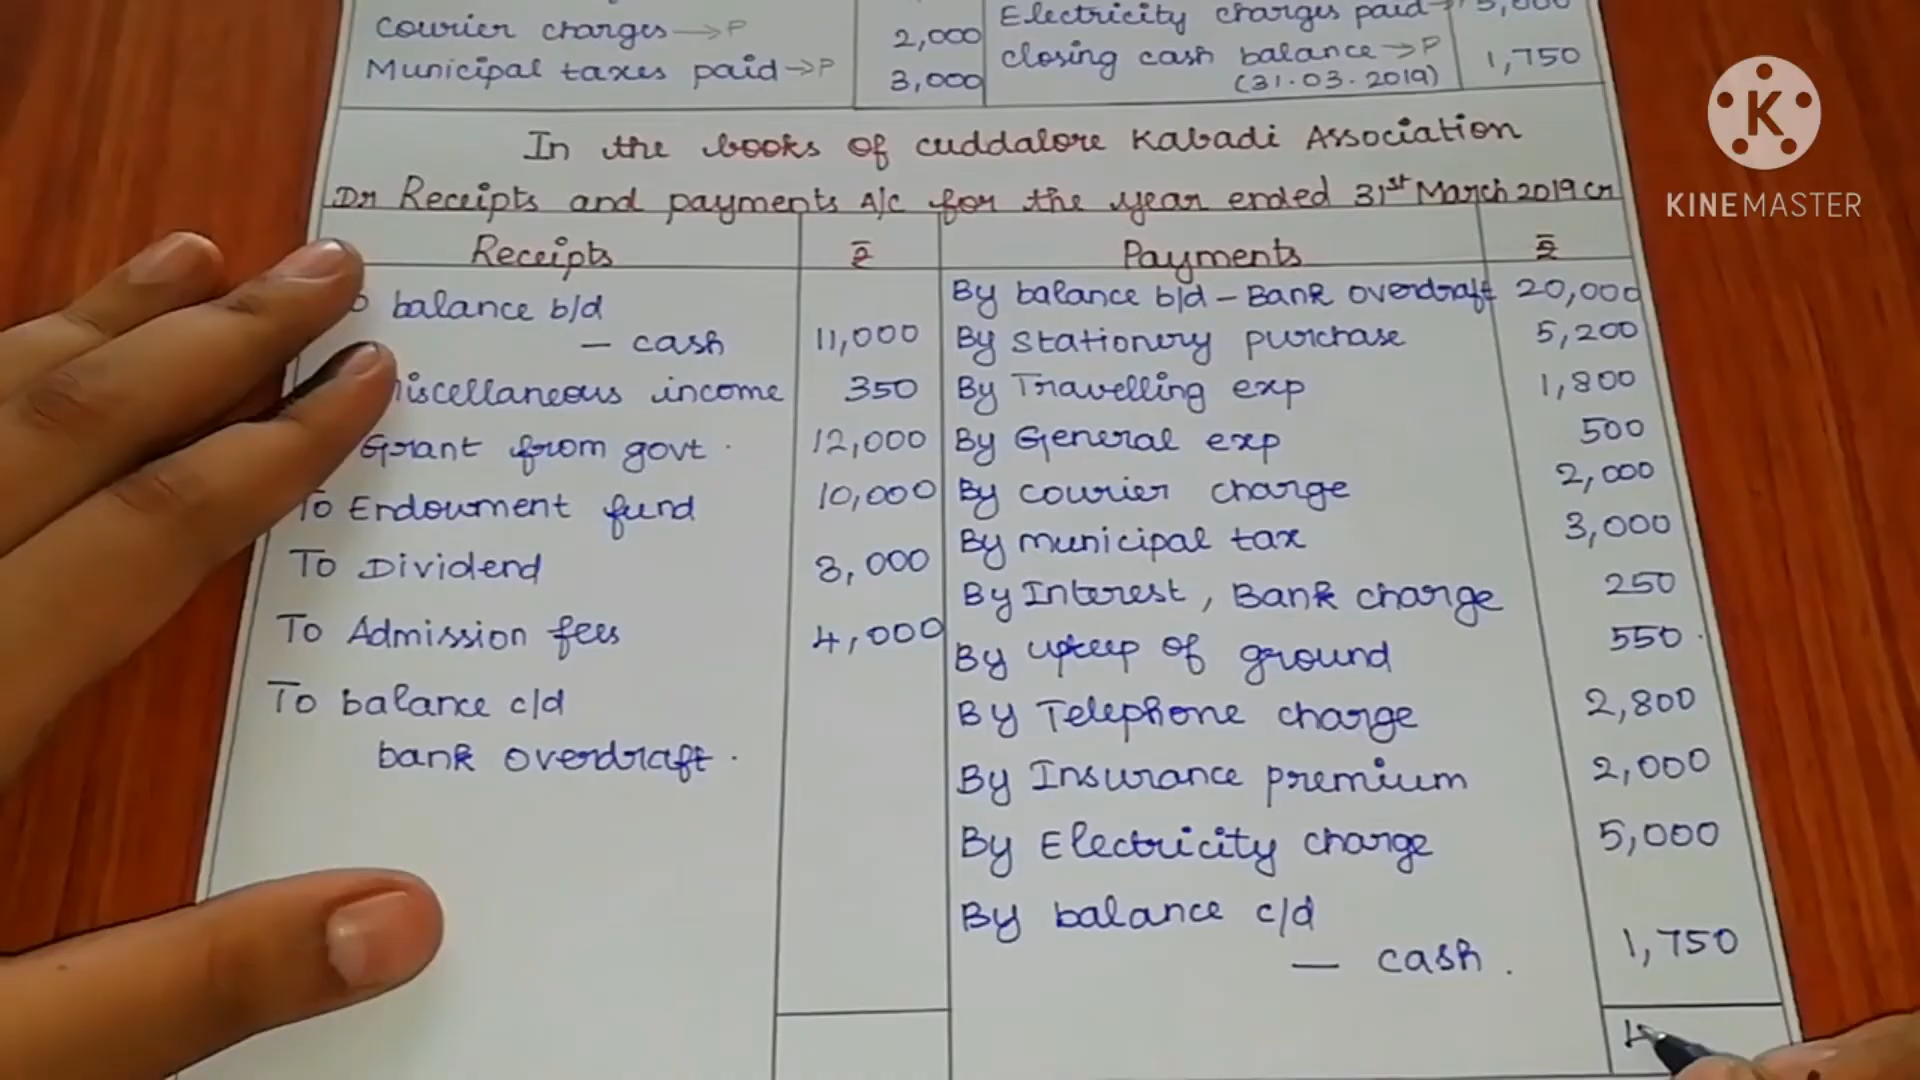 Courier charges → P 2,000
Electricity charges paid →
Municipal taxes paid → P 3,000
closing cash balance → P 1,750
(31.03.2019)
In the books of cuddalore Kabadi Association
Dr Receipts and payments A/c for the year ended 31st March 2019 Cr
Receipts ₹ Payments ₹
balance b/d
By balance b/d - Bank overdraft 20,000
— cash 11,000
By stationery purchase 5,200
miscellaneous income 350
By Travelling exp 1,800
Grant from govt. 12,000
By General exp 500
To Endowment fund 10,000
By courier charge 2,000
To Dividend 3,000
By municipal tax 3,000
By Interest, Bank charge 250
To Admission fees 4,000
By upkeep of ground 550
To balance c/d
By Telephone charge 2,800
bank overdraft.
By Insurance premium 2,000
By Electricity charge 5,000
By balance c/d
— cash. 1,750
K
KINEMASTER